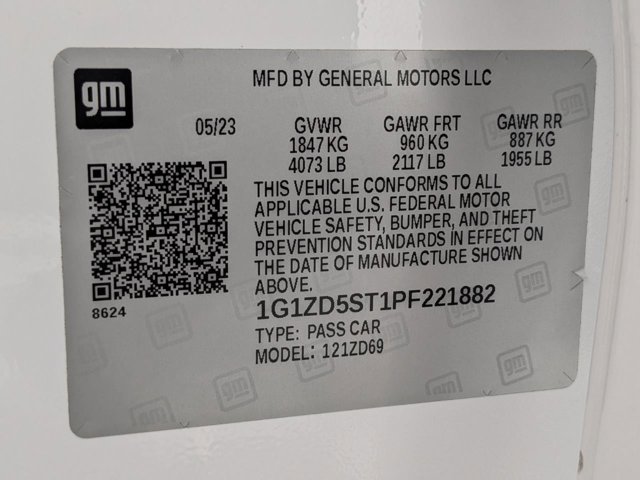 gm
MFD BY GENERAL MOTORS LLC
05/23 GVWR GAWR FRT GAWR RR
1847 KG 960 KG 887 KG
4073 LB 2117 LB 1955 LB
THIS VEHICLE CONFORMS TO ALL
APPLICABLE U.S. FEDERAL MOTOR
VEHICLE SAFETY, BUMPER, AND THEFT
PREVENTION STANDARDS IN EFFECT ON
THE DATE OF MANUFACTURE SHOWN
ABOVE.
8624
1G1ZD5ST1PF221882
TYPE: PASS CAR
MODEL: 121ZD69